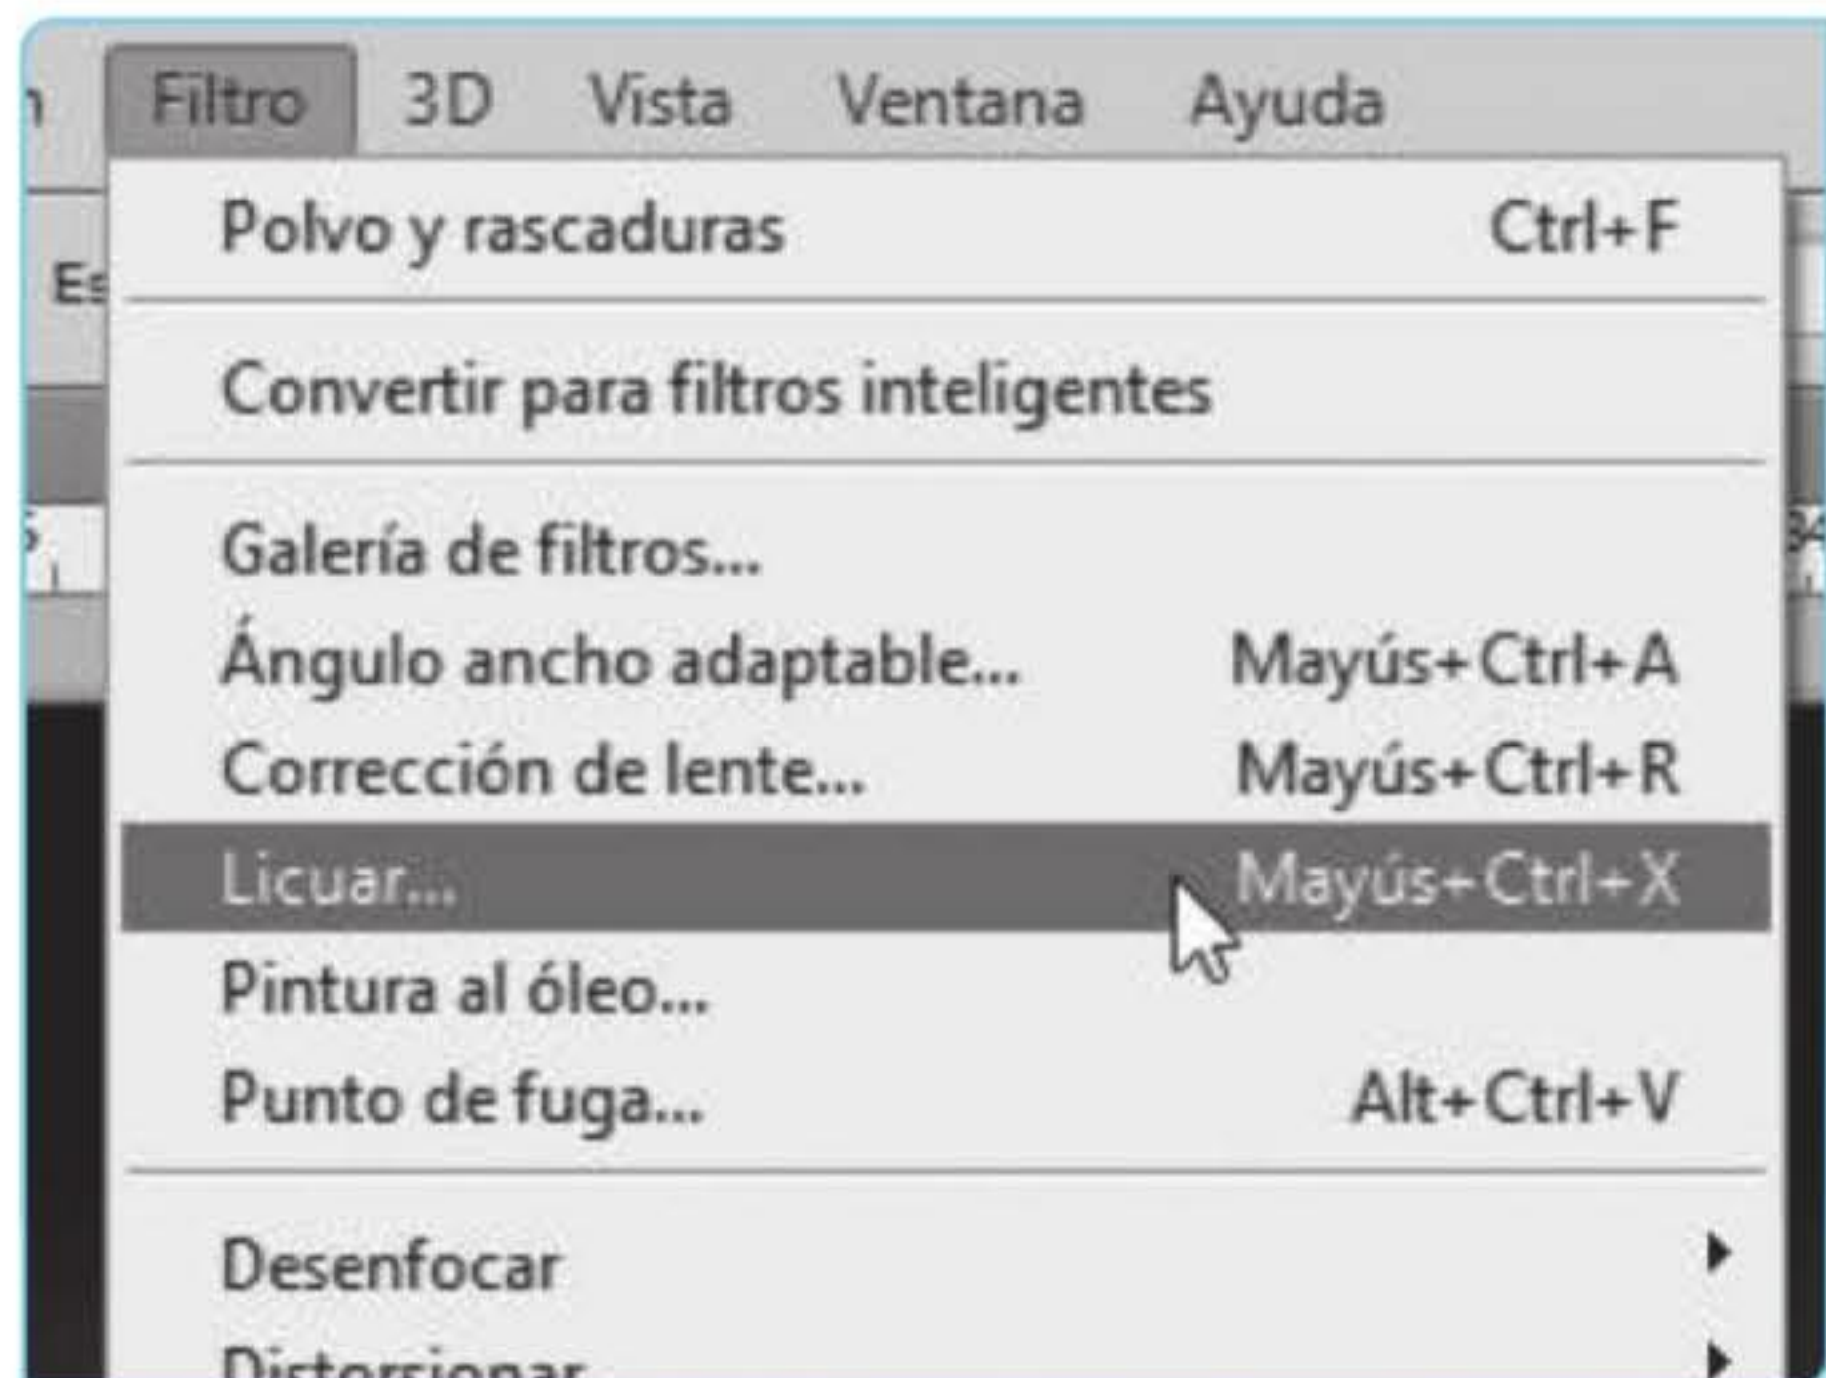 Filtro 3D Vista Ventana Ayuda
Polvo y rascaduras Ctrl+F
Convertir para filtros inteligentes
Galería de filtros...
Ángulo ancho adaptable... Mayús+Ctrl+A
Corrección de lente... Mayús+Ctrl+R
Licuar... Mayús+Ctrl+X
Pintura al óleo...
Punto de fuga... Alt+Ctrl+V
Desenfocar
Distorsionar